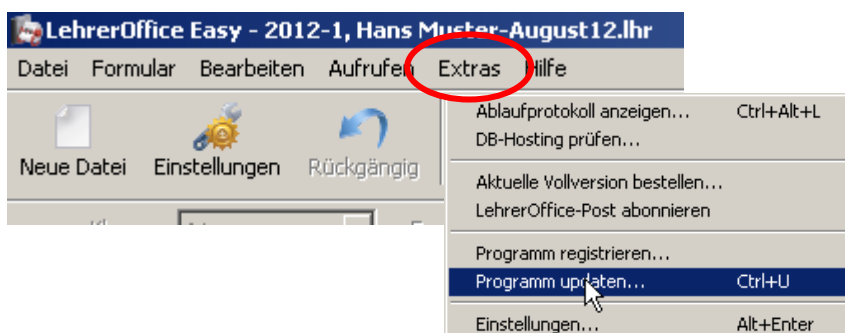 LehrerOffice Easy - 2012-1, Hans Muster-August12.lhr
Datei Formular Bearbeiten Aufrufen Extras Hilfe
Neue Datei Einstellungen Rückgängig
Ablaufprotokoll anzeigen... Ctrl+Alt+L
DB-Hosting prüfen...
Aktuelle Vollversion bestellen...
LehrerOffice-Post abonnieren
Programm registrieren...
Programm updaten... Ctrl+U
Einstellungen... Alt+Enter